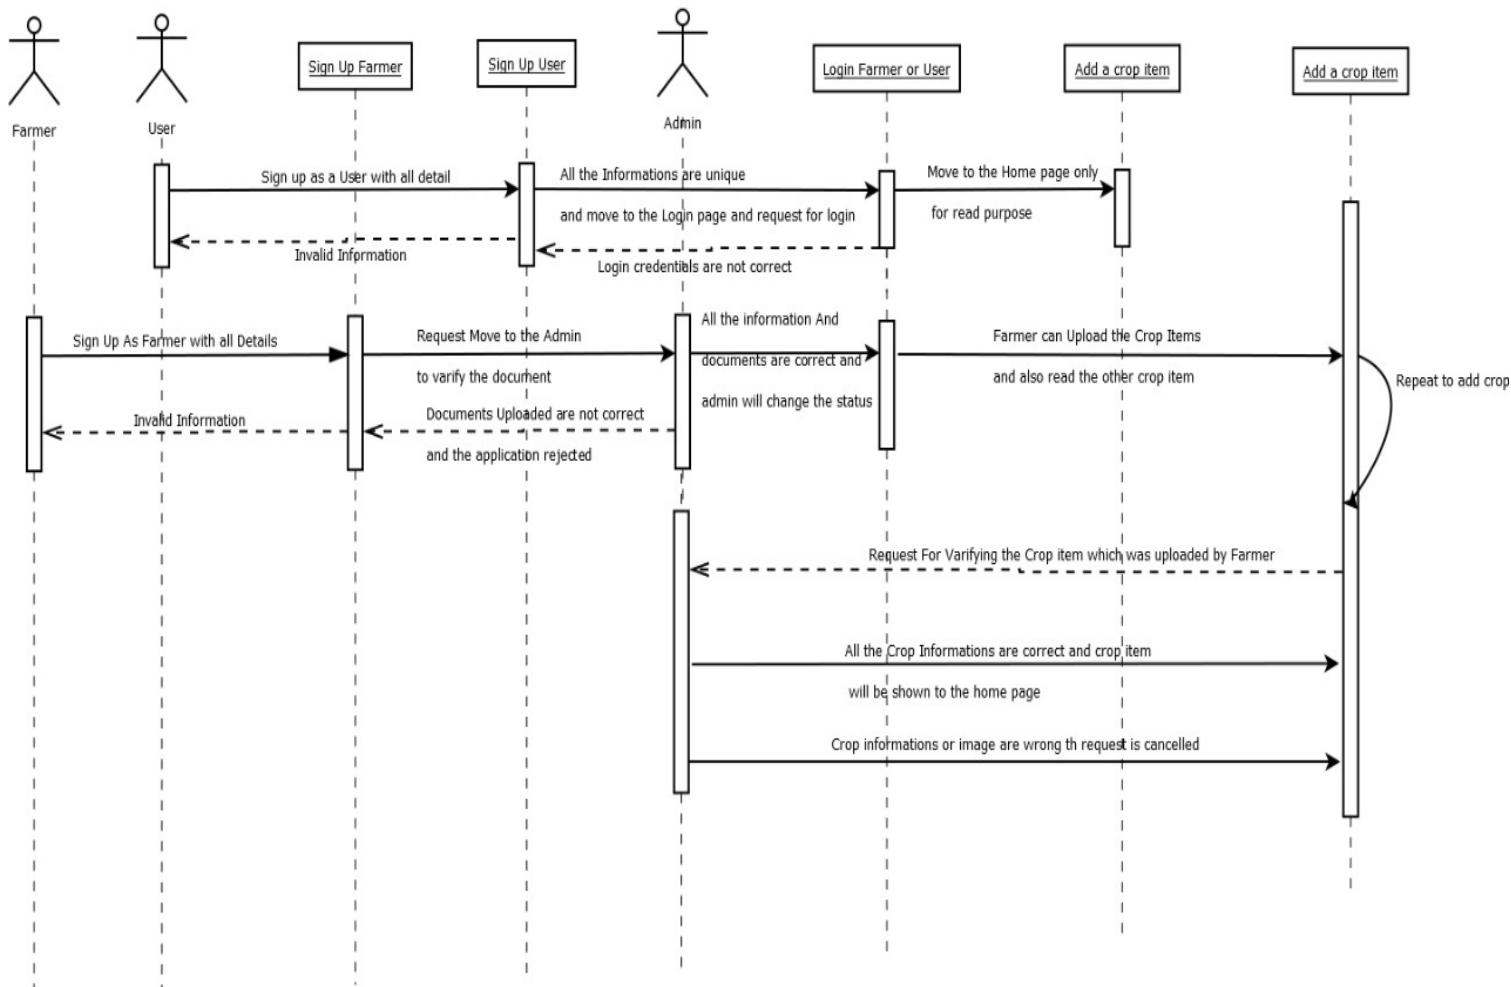 Sign Up Farmer
Sign Up User
Login Farmer or User
Add a crop item
Add a crop item
Farmer
User
Admin
Sign up as a User with all detail
All the Informations are unique
and move to the Login page and request for login
Move to the Home page only
for read purpose
Invalid Information
Login credentials are not correct
Sign Up As Farmer with all Details
Request Move to the Admin
to varify the document
All the information And
documents are correct and
admin will change the status
Farmer can Upload the Crop Items
and also read the other crop item
Repeat to add crop
Invalid Information
Documents Uploaded are not correct
and the application rejected
Request For Varifying the Crop item which was uploaded by Farmer
All the Crop Informations are correct and crop item
will be shown to the home page
Crop informations or image are wrong th request is cancelled